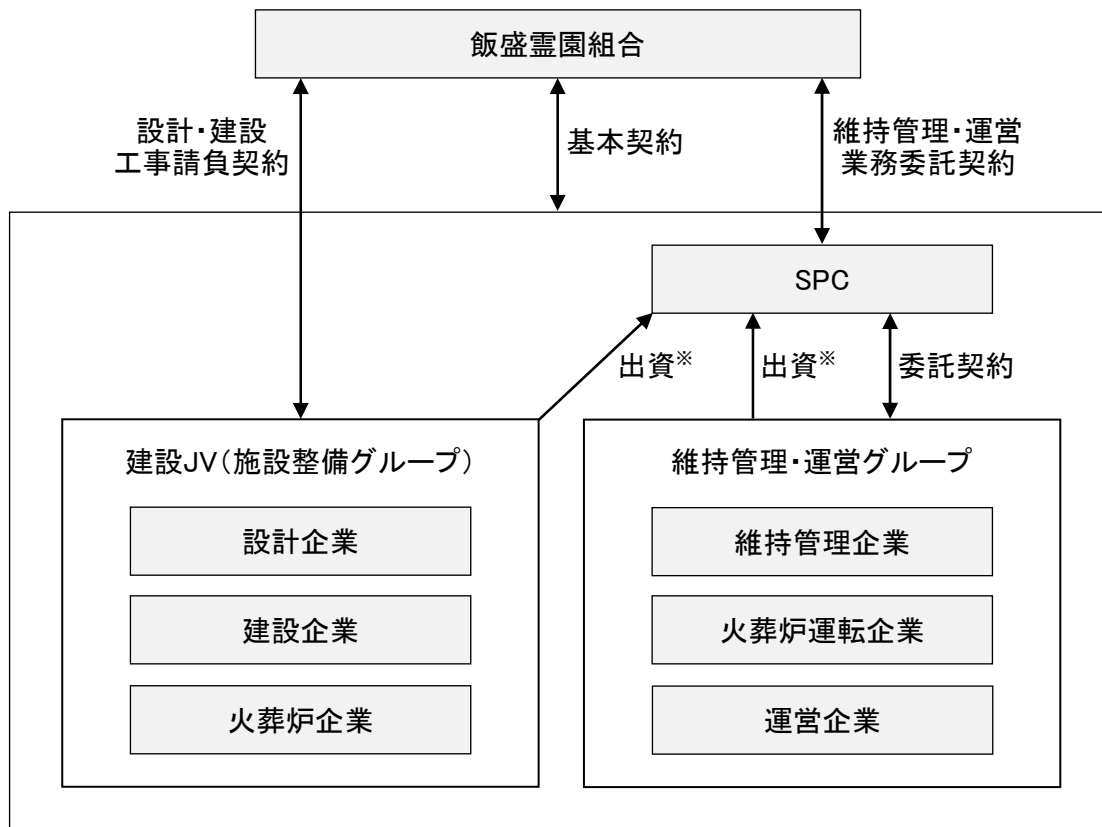 飯盛霊園組合
設計・建設
工事請負契約
基本契約
維持管理・運営
業務委託契約
SPC
出資※
出資※
委託契約
建設JV（施設整備グループ）
設計企業
建設企業
火葬炉企業
維持管理・運営グループ
維持管理企業
火葬炉運転企業
運営企業